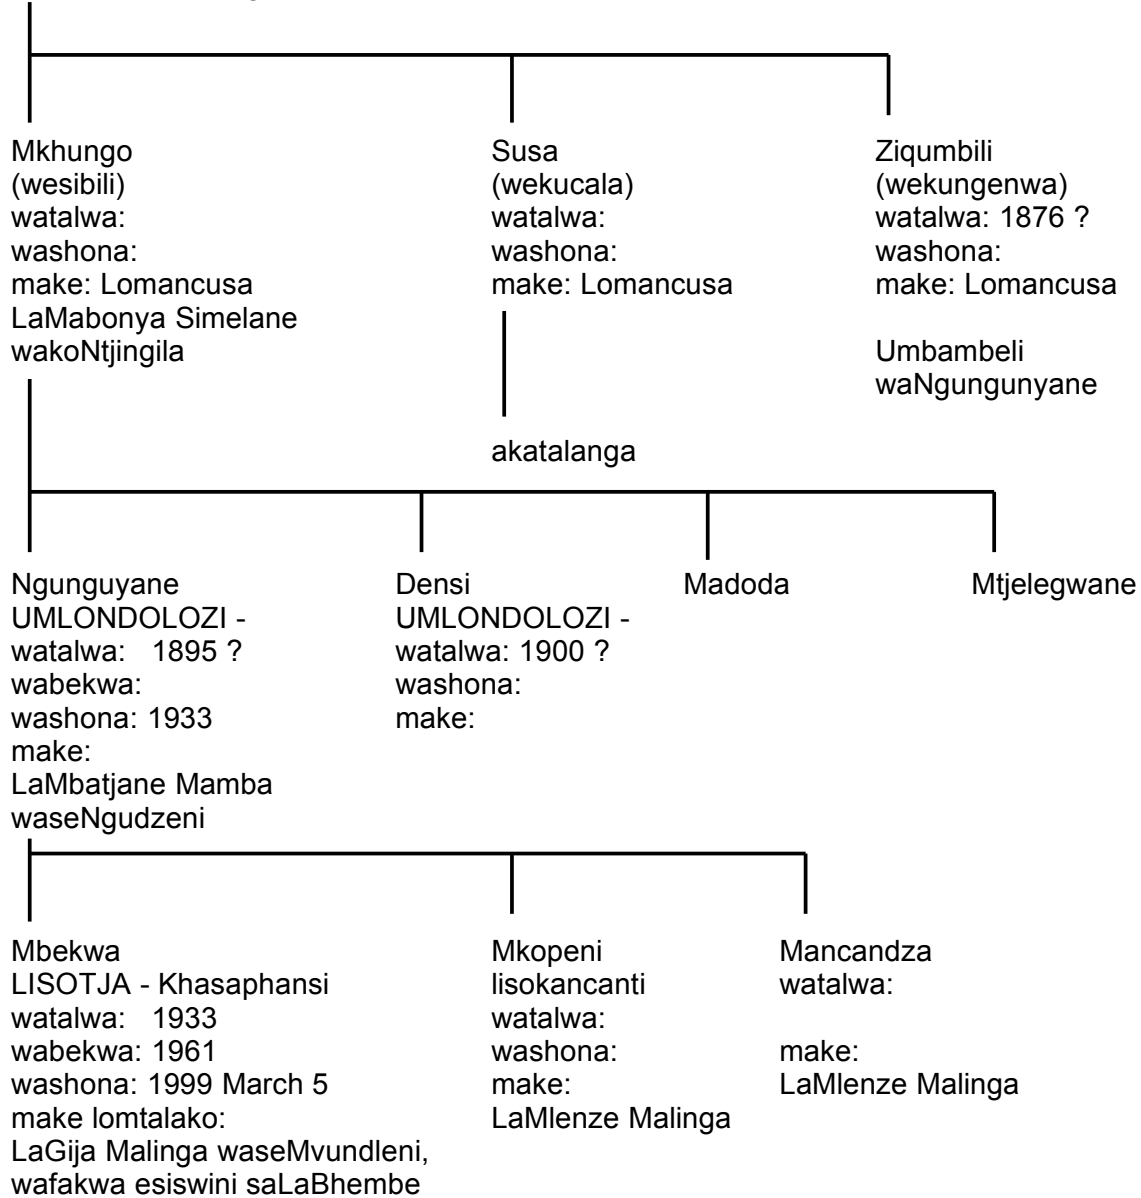 Mkhungo
(wesibili)
watalwa:
washona:
make: Lomancusa
LaMabonya Simelane
wakoNtjingila
Susa
(wekucala)
watalwa:
washona:
make: Lomancusa
akatalanga
Ziqumbili
(wekungenwa)
watalwa: 1876 ?
washona:
make: Lomancusa
Umbambeli
waNgungunyane
Ngunguyane
UMLONDOLOZI -
watalwa: 1895 ?
wabekwa:
washona: 1933
make:
LaMbatjane Mamba
waseNgudzeni
Densi
UMLONDOLOZI -
watalwa: 1900 ?
washona:
make:
Madoda
Mtjelegwane
Mbekwa
LISOTJA - Khasaphansi
watalwa: 1933
wabekwa: 1961
washona: 1999 March 5
make lomtalako:
LaGija Malinga waseMvundleni,
wafakwa esiswini saLaBhembe
Mkopeni
lisokancanti
watalwa:
washona:
make:
LaMlenze Malinga
Mancandza
watalwa:
make:
LaMlenze Malinga